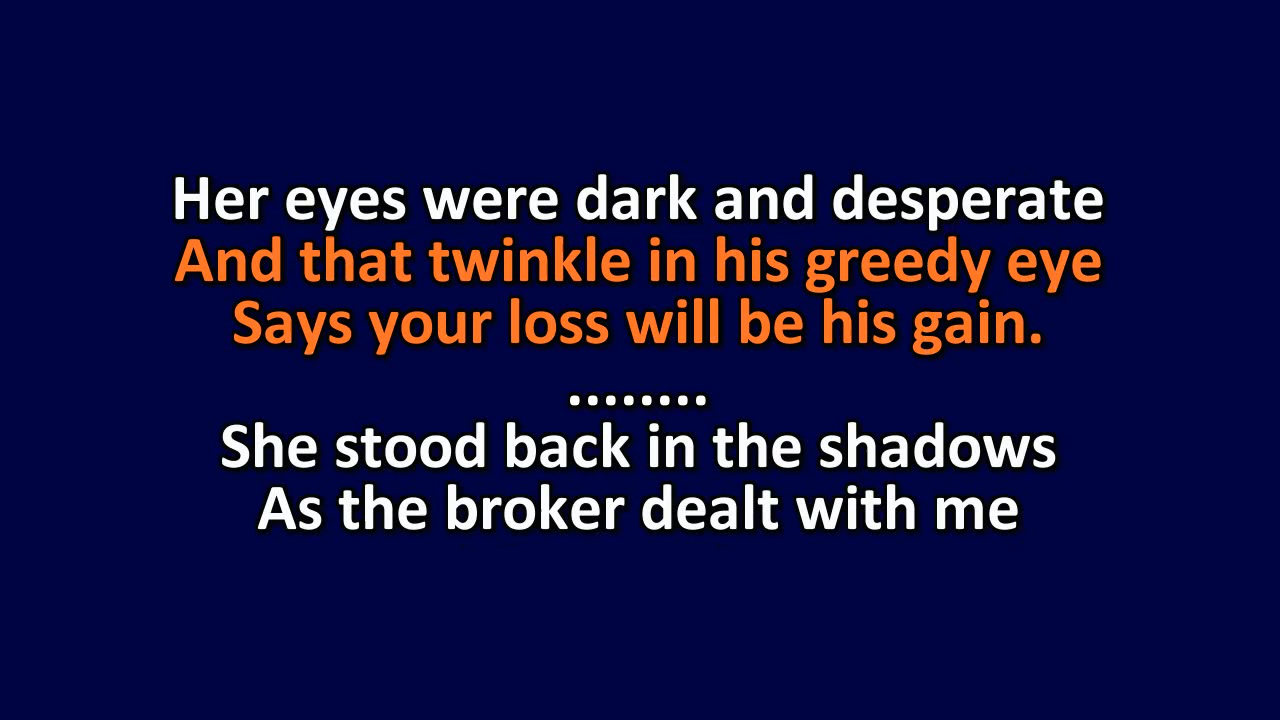 Her eyes were dark and desperate
And that twinkle in his greedy eye
Says your loss will be his gain.
........
She stood back in the shadows
As the broker dealt with me